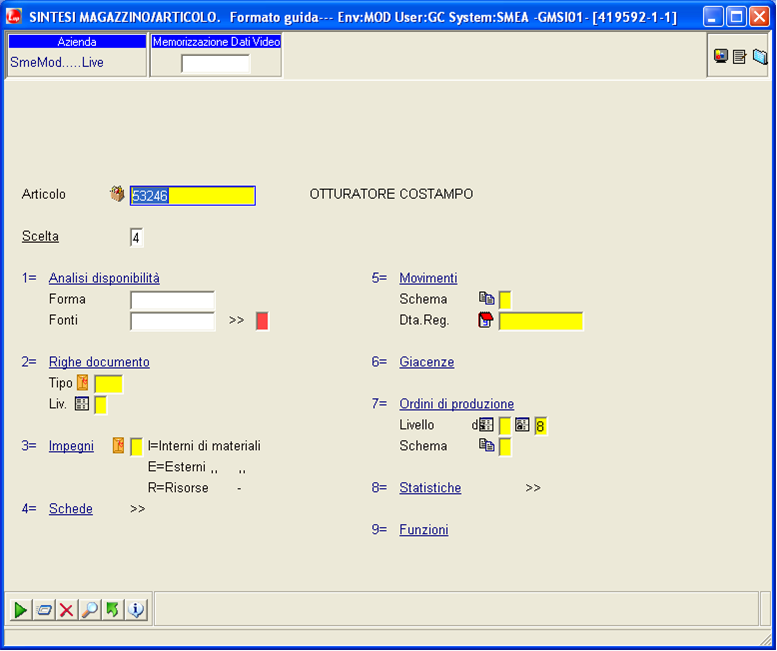 SINTESI MAGAZZINO/ARTICOLO. Formato guida--- Env:MOD User:GC System:SMEA -GMSI01- [419592-1-1]
Azienda
Memorizzazione Dati Video
SmeMod.....Live
Articolo 53246 OTTURATORE COSTAMPO
Scelta 4
1= Analisi disponibilità
Forma
Fonti >>
2= Righe documento
Tipo
Liv.
3= Impegni I=Interni di materiali
E=Esterni ,, ,,
R=Risorse -
4= Schede >>
5= Movimenti
Schema
Dta.Reg.
6= Giacenze
7= Ordini di produzione
Livello d a 8
Schema
8= Statistiche >>
9= Funzioni